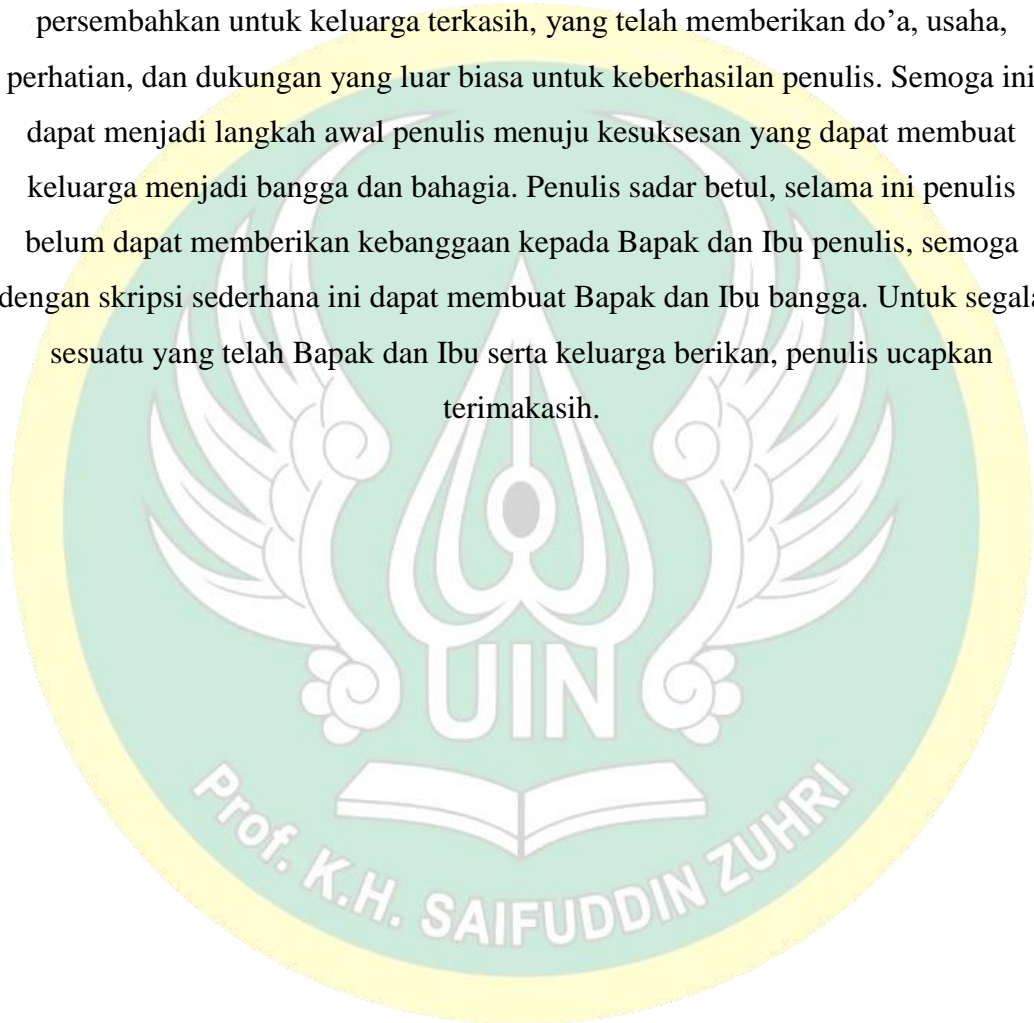 persembahkan untuk keluarga terkasih, yang telah memberikan do’a, usaha,
perhatian, dan dukungan yang luar biasa untuk keberhasilan penulis. Semoga ini
dapat menjadi langkah awal penulis menuju kesuksesan yang dapat membuat
keluarga menjadi bangga dan bahagia. Penulis sadar betul, selama ini penulis
belum dapat memberikan kebanggaan kepada Bapak dan Ibu penulis, semoga
dengan skripsi sederhana ini dapat membuat Bapak dan Ibu bangga. Untuk segala
sesuatu yang telah Bapak dan Ibu serta keluarga berikan, penulis ucapkan
terimakasih.
UIN
Prof. K.H. SAIFUDDIN ZUHRI